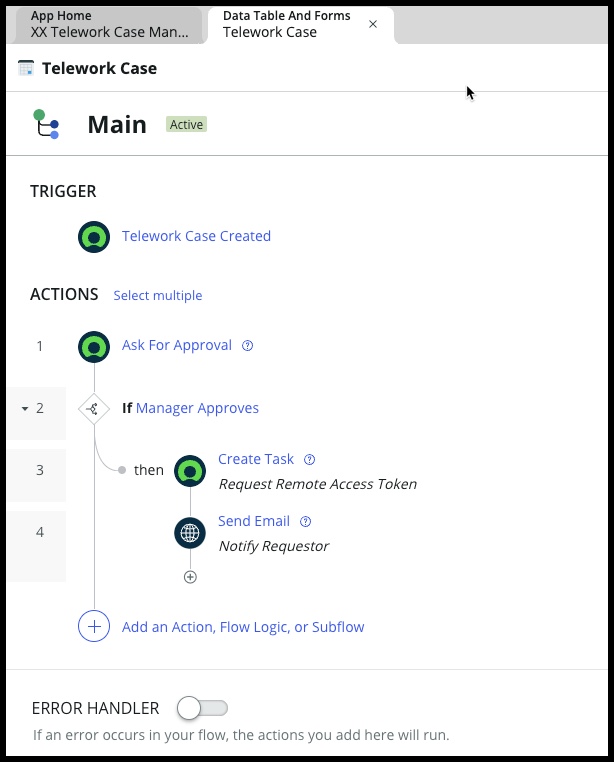 App Home
XX Telework Case Man...
Data Table And Forms
Telework Case
Telework Case
Main
Active
TRIGGER
Telework Case Created
ACTIONS Select multiple
1 Ask For Approval
2 If Manager Approves
3 then Create Task
Request Remote Access Token
4 Send Email
Notify Requestor
Add an Action, Flow Logic, or Subflow
ERROR HANDLER
If an error occurs in your flow, the actions you add here will run.